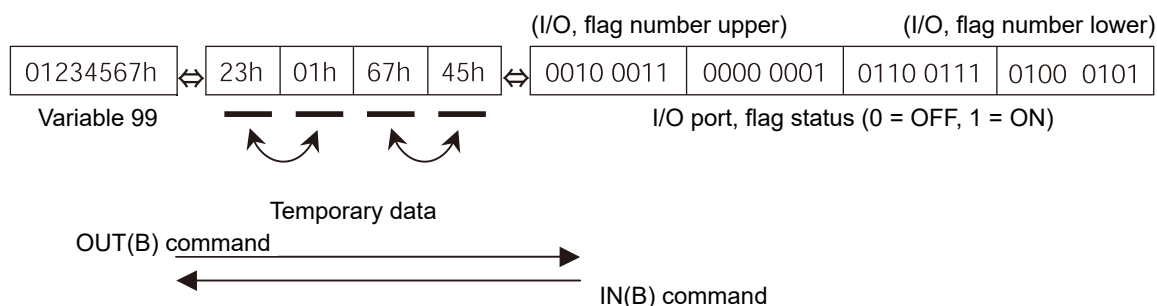 (I/O, flag number upper) (I/O, flag number lower)
01234567h ⇔ 23h 01h 67h 45h ⇔ 0010 0011 0000 0001 0110 0111 0100 0101
Variable 99 I/O port, flag status (0 = OFF, 1 = ON)
Temporary data
OUT(B) command
IN(B) command